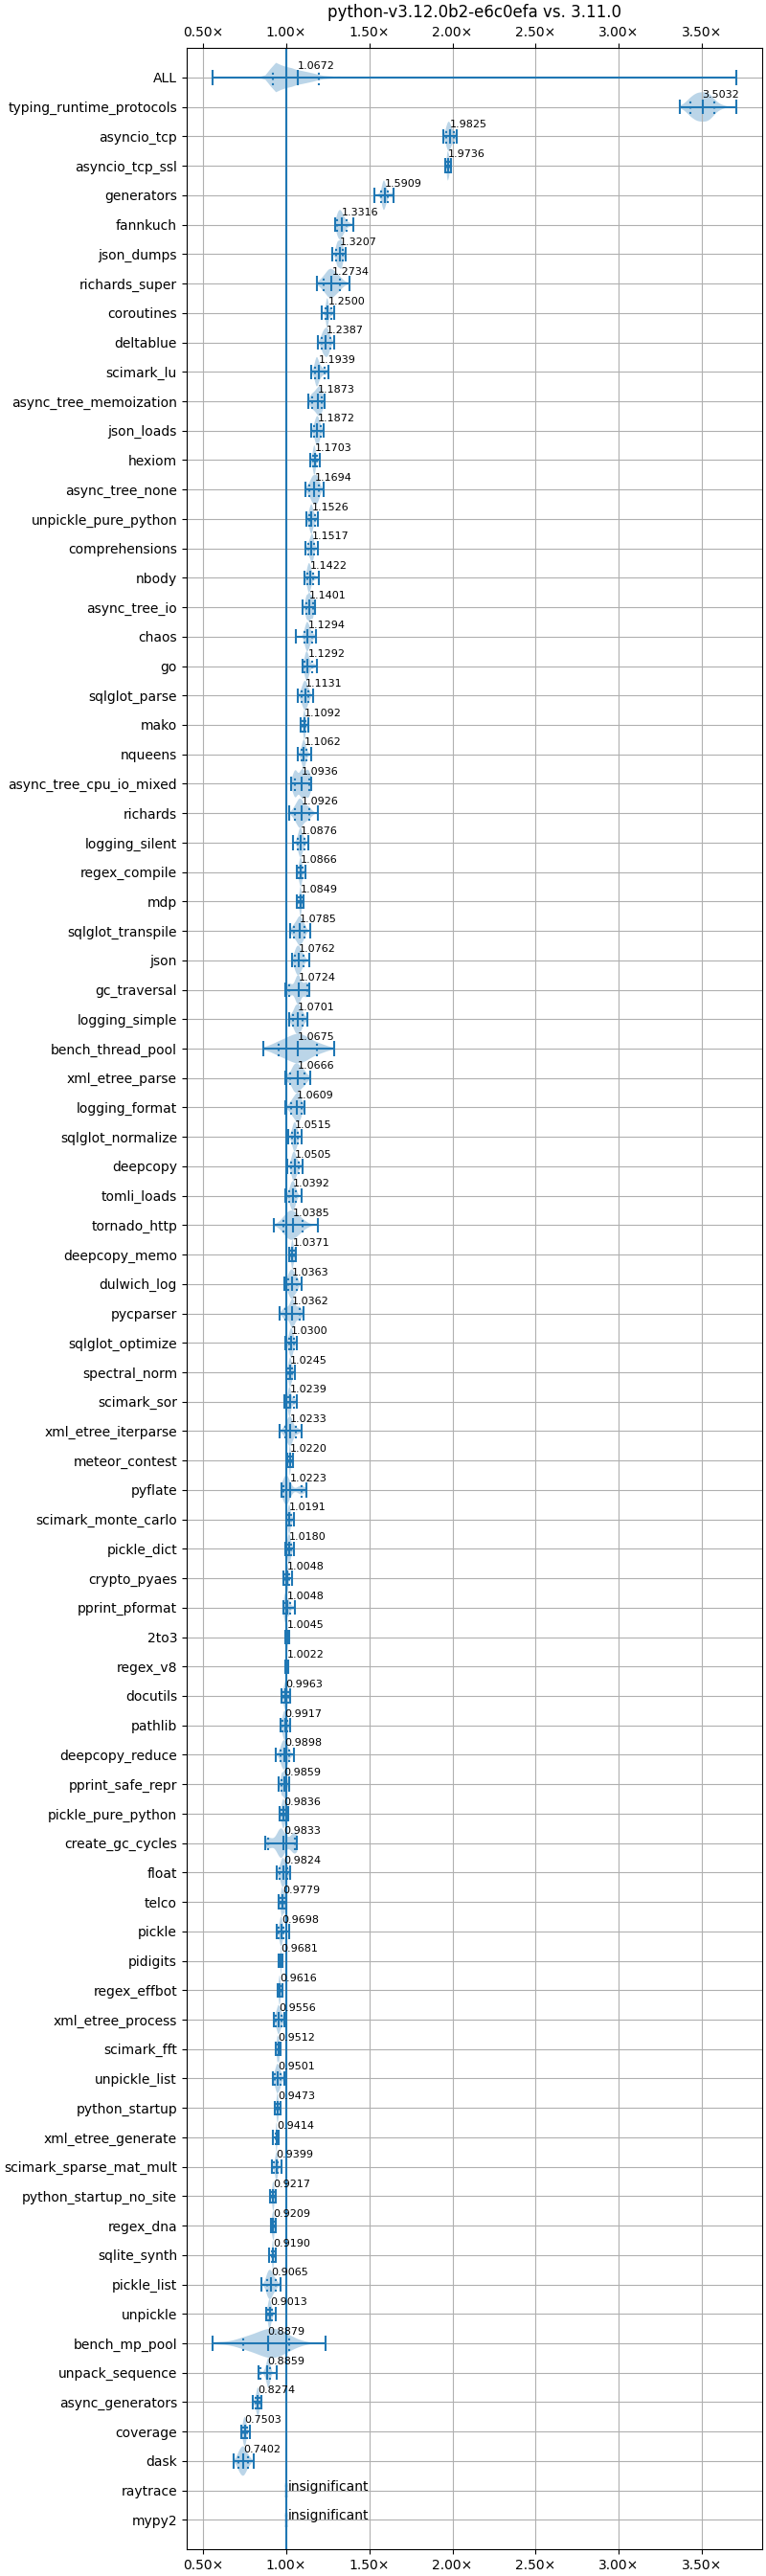 python-v3.12.0b2-e6c0efa vs. 3.11.0
0.50× 1.00× 1.50× 2.00× 2.50× 3.00× 3.50×
ALL 1.0672
typing_runtime_protocols 3.5032
asyncio_tcp 1.9825
asyncio_tcp_ssl 1.9736
generators 1.5909
fannkuch 1.3316
json_dumps 1.3207
richards_super 1.2734
coroutines 1.2500
deltablue 1.2387
scimark_lu 1.1939
async_tree_memoization 1.1873
json_loads 1.1872
hexiom 1.1703
async_tree_none 1.1694
unpickle_pure_python 1.1526
comprehensions 1.1517
nbody 1.1422
async_tree_io 1.1401
chaos 1.1294
go 1.1292
sqlglot_parse 1.1131
mako 1.1092
nqueens 1.1062
async_tree_cpu_io_mixed 1.0936
richards 1.0926
logging_silent 1.0876
regex_compile 1.0866
mdp 1.0849
sqlglot_transpile 1.0785
json 1.0762
gc_traversal 1.0724
logging_simple 1.0701
bench_thread_pool 1.0675
xml_etree_parse 1.0666
logging_format 1.0609
sqlglot_normalize 1.0515
deepcopy 1.0505
tomli_loads 1.0392
tornado_http 1.0385
deepcopy_memo 1.0371
dulwich_log 1.0363
pycparser 1.0362
sqlglot_optimize 1.0300
spectral_norm 1.0245
scimark_sor 1.0239
xml_etree_iterparse 1.0233
meteor_contest 1.0220
pyflate 1.0223
scimark_monte_carlo 1.0191
pickle_dict 1.0180
crypto_pyaes 1.0048
pprint_pformat 1.0048
2to3 1.0045
regex_v8 1.0022
docutils 0.9963
pathlib 0.9917
deepcopy_reduce 0.9898
pprint_safe_repr 0.9859
pickle_pure_python 0.9836
create_gc_cycles 0.9833
float 0.9824
telco 0.9779
pickle 0.9698
pidigits 0.9681
regex_effbot 0.9616
xml_etree_process 0.9556
scimark_fft 0.9512
unpickle_list 0.9501
python_startup 0.9473
xml_etree_generate 0.9414
scimark_sparse_mat_mult 0.9399
python_startup_no_site 0.9217
regex_dna 0.9209
sqlite_synth 0.9190
pickle_list 0.9065
unpickle 0.9013
bench_mp_pool 0.8879
unpack_sequence 0.8859
async_generators 0.8274
coverage 0.7503
dask 0.7402
raytrace insignificant
mypy2 insignificant
0.50× 1.00× 1.50× 2.00× 2.50× 3.00× 3.50×